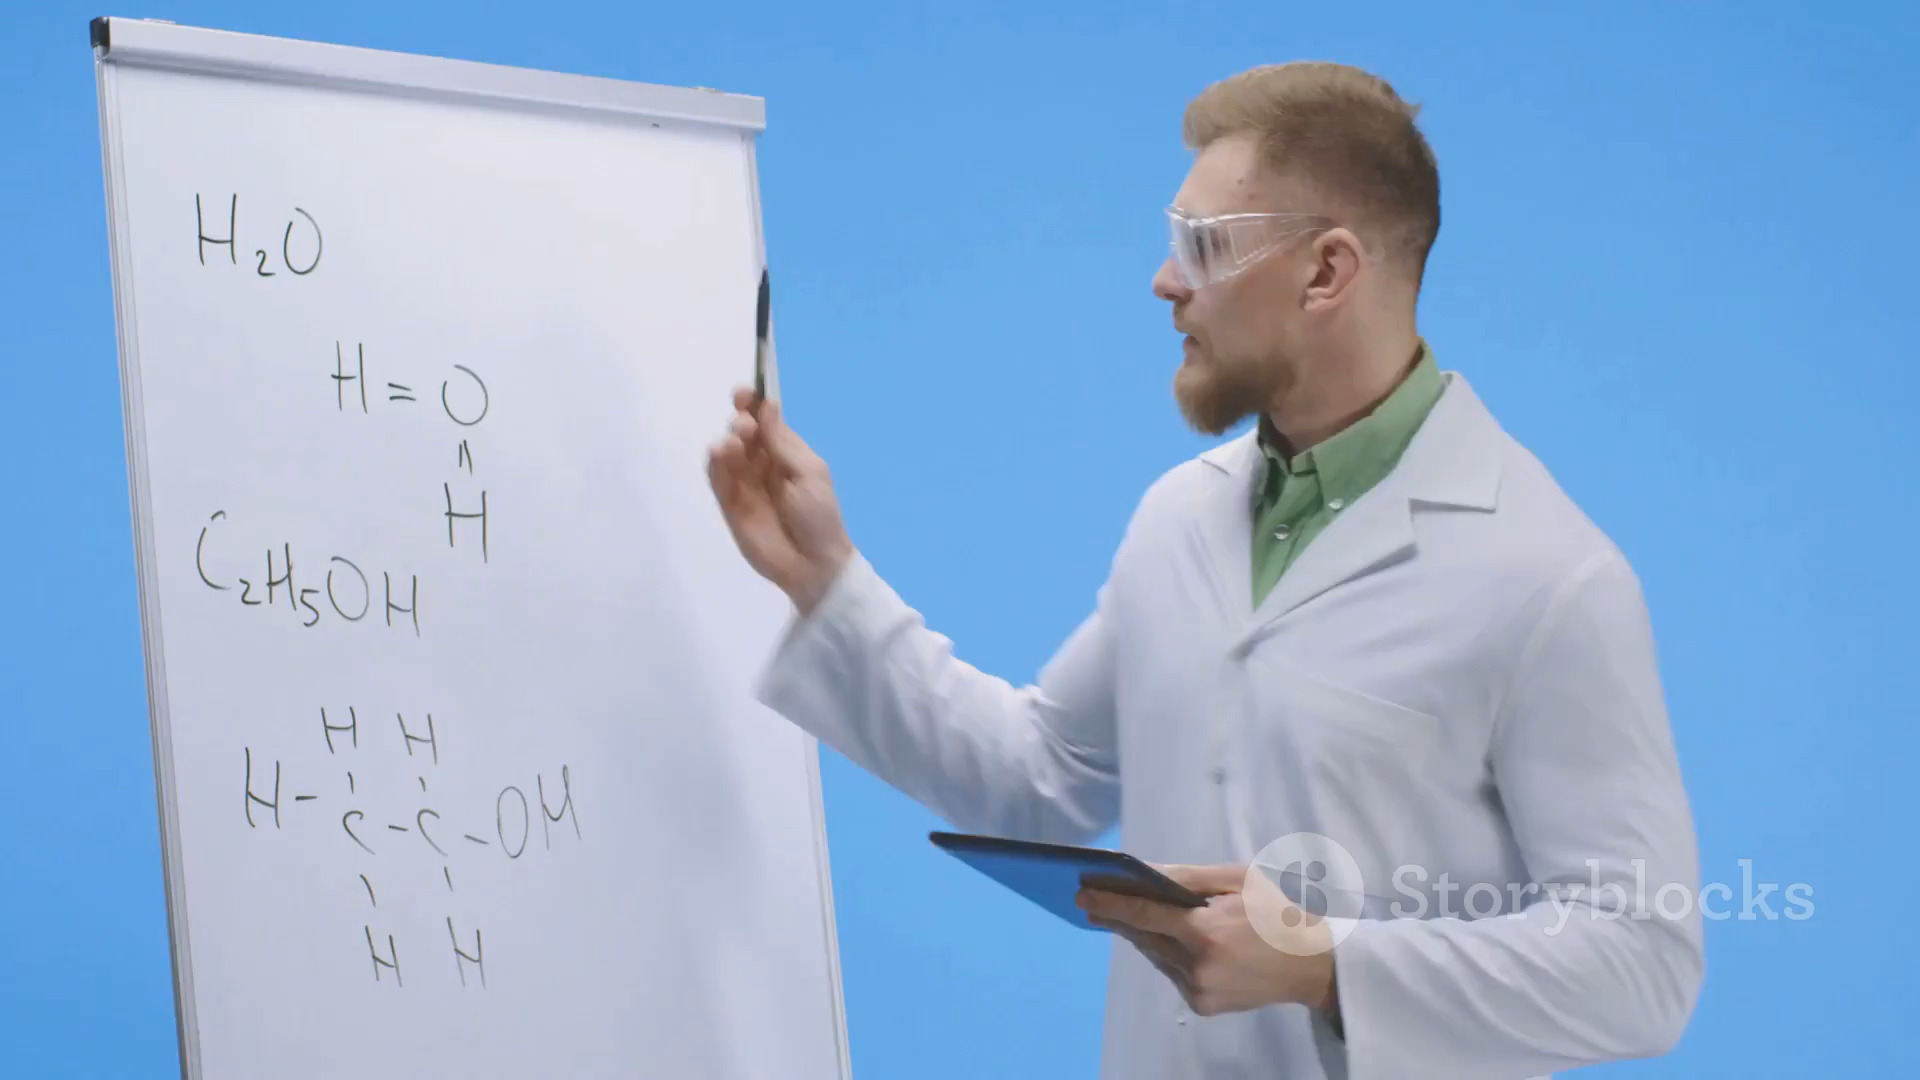 H₂O
H = O
||
H
C₂H₅OH
H H
H - C - C - OH
H H
Storyblocks